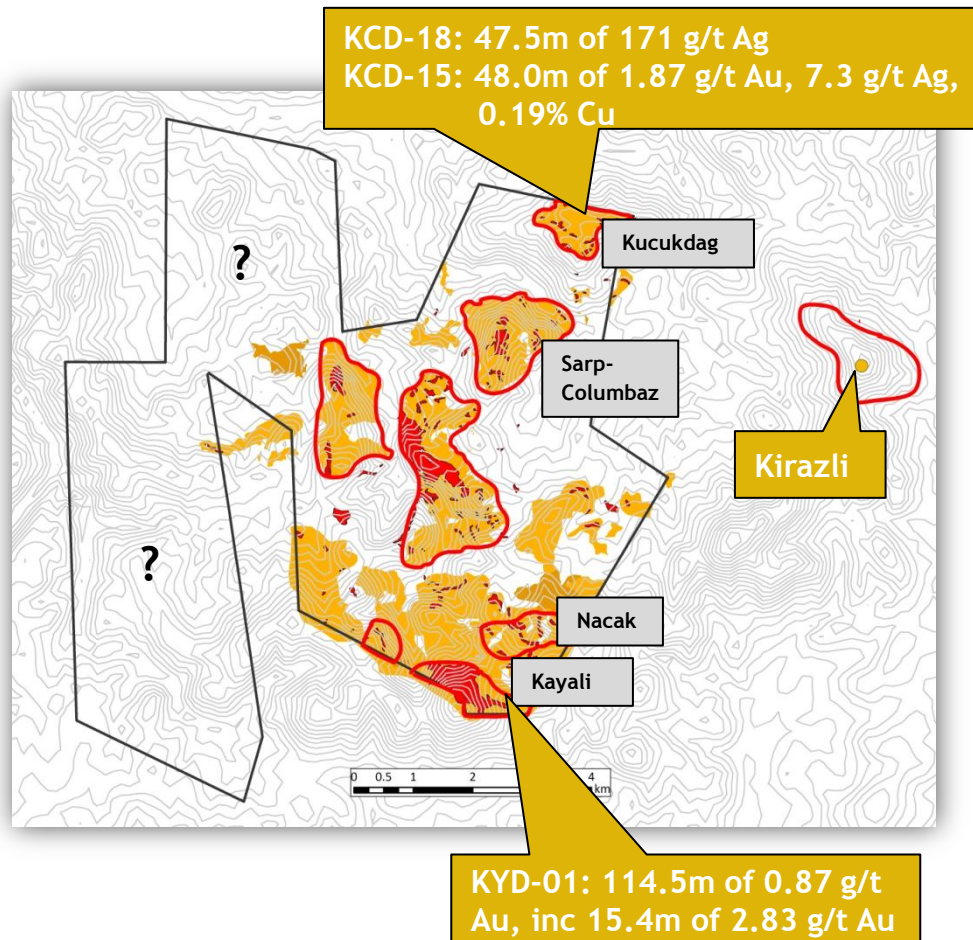 KCD-18: 47.5m of 171 g/t Ag
KCD-15: 48.0m of 1.87 g/t Au, 7.3 g/t Ag,
0.19% Cu
?
Kucukdag
Sarp-
Columbaz
Kirazli
?
Nacak
Kayali
0 0.5 1 2 4
km
KYD-01: 114.5m of 0.87 g/t
Au, inc 15.4m of 2.83 g/t Au